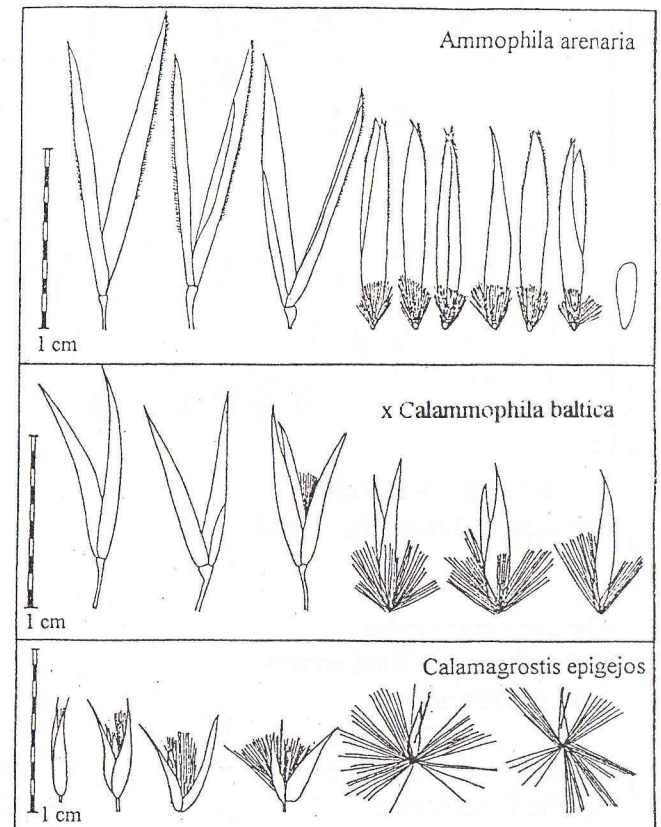 Ammophila arenaria
1 cm
x Calammophila baltica
1 cm
Calamagrostis epigejos
1 cm